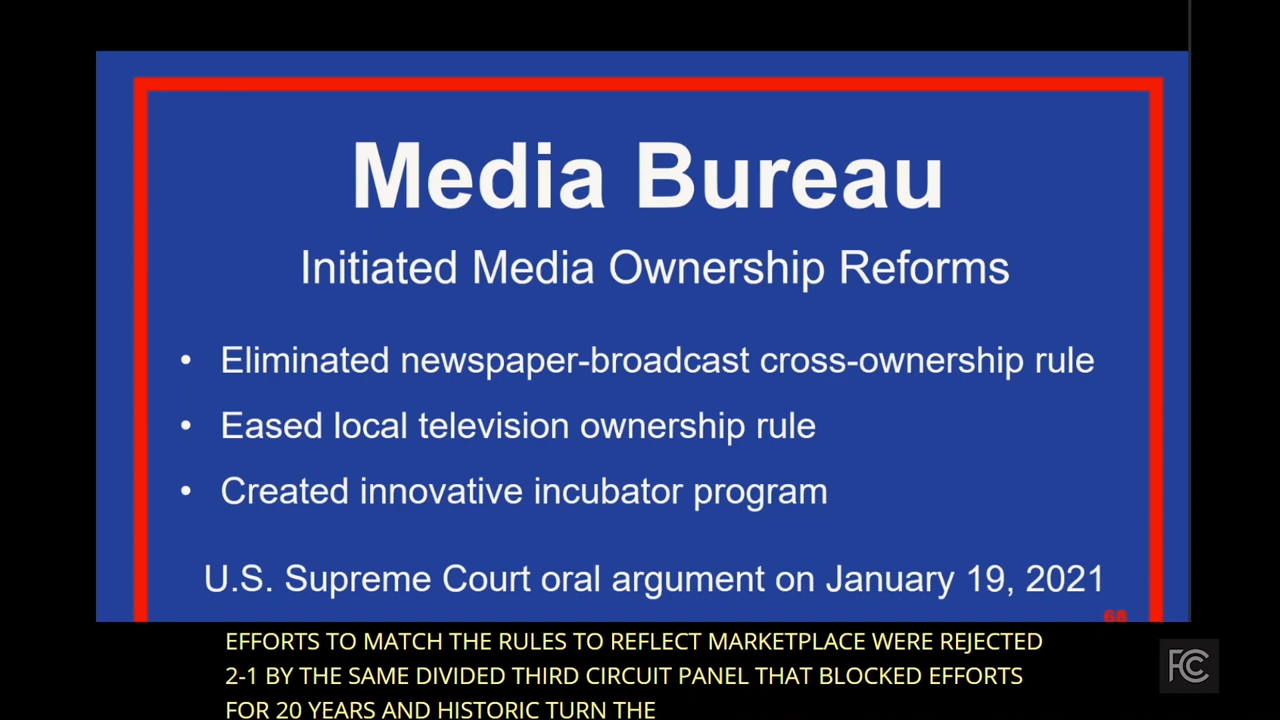 Media Bureau
Initiated Media Ownership Reforms
• Eliminated newspaper-broadcast cross-ownership rule
• Eased local television ownership rule
• Created innovative incubator program
U.S. Supreme Court oral argument on January 19, 2021
68
EFFORTS TO MATCH THE RULES TO REFLECT MARKETPLACE WERE REJECTED
2-1 BY THE SAME DIVIDED THIRD CIRCUIT PANEL THAT BLOCKED EFFORTS
FOR 20 YEARS AND HISTORIC TURN THE
FCC